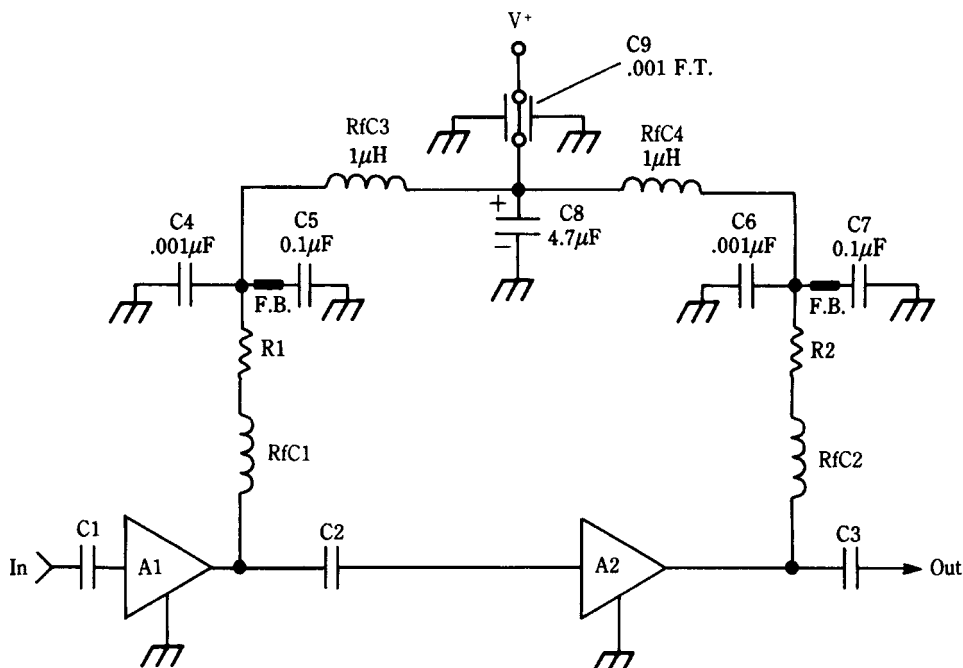 V+
C9
.001 F.T.
RfC3
1μH
RfC4
1μH
+
C8
4.7μF
−
C4
.001μF
C5
0.1μF
F.B.
C6
.001μF
C7
0.1μF
F.B.
R1
R2
RfC1
RfC2
In
C1
A1
C2
A2
C3
Out